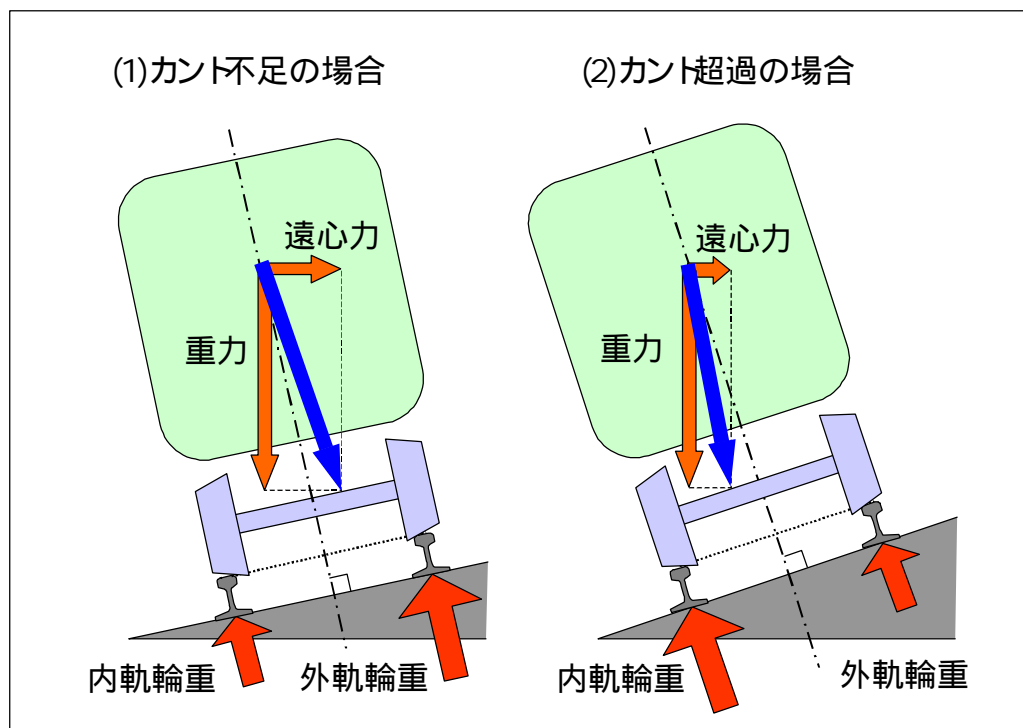 (1)カント不足の場合
遠心力
重力
内軌輪重
外軌輪重
(2)カント超過の場合
遠心力
重力
内軌輪重
外軌輪重